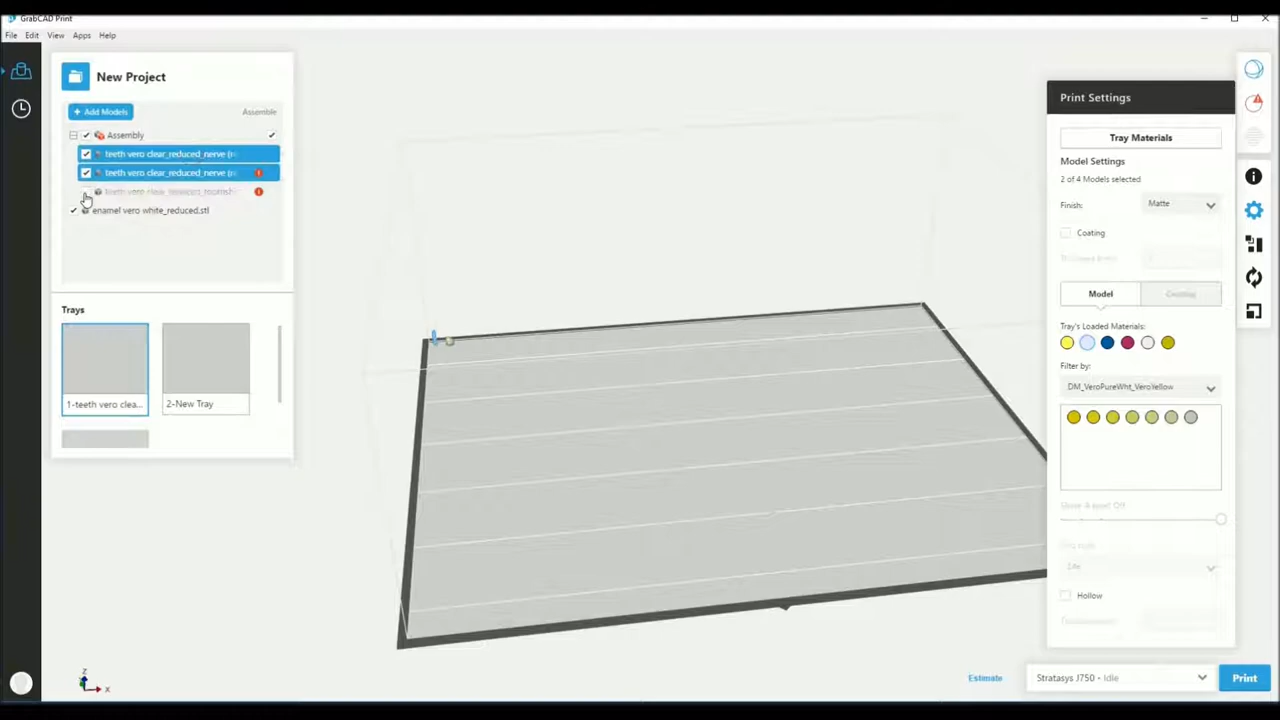 GrabCAD Print
File Edit View Apps Help
New Project
+ Add Models
Assemble
Assembly
teeth vero clear_reduced_nerve
teeth vero clear_reduced_nerve
teeth vero clear_reduced
enamel vero white_reduced.stl
Trays
1-teeth vero clea...
2-New Tray
Print Settings
Tray Materials
Model Settings
2 of 4 Models selected
Finish:
Matte
Coating
Model
Tray's Loaded Materials:
Filter by:
DM_VeroPureWht_VeroYellow
Hollow
Z
X
Estimate
Stratasys J750 - Idle
Print